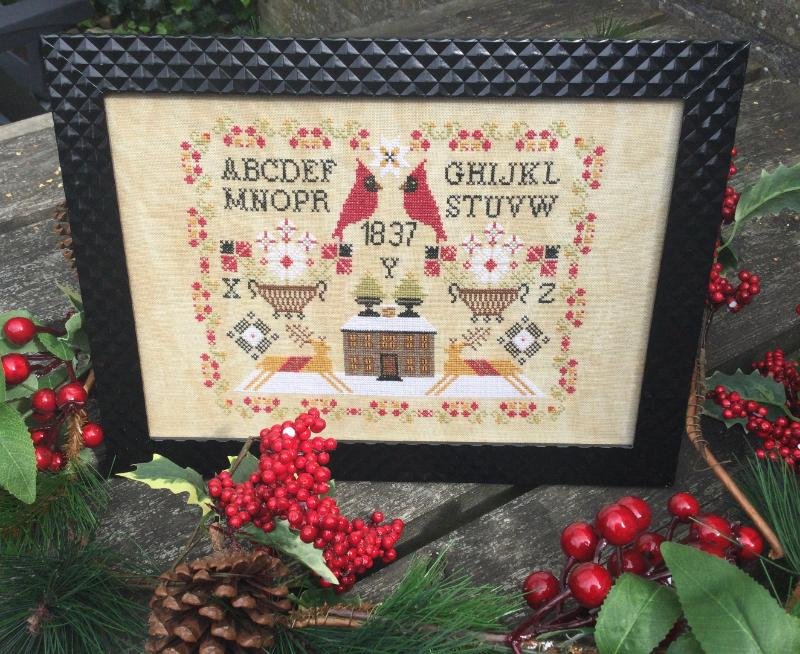 ABCDEF GHIJKL
MNOPR STUVW
1837
Y
X Z